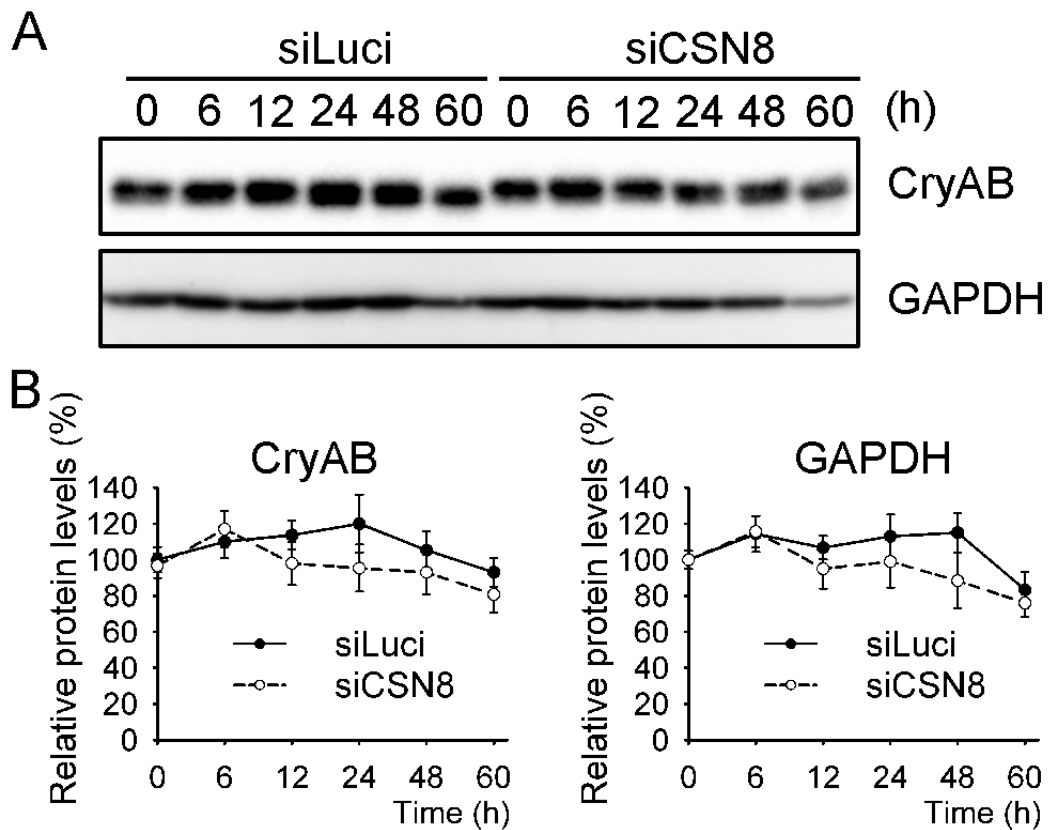 A
siLuci siCSN8
0 6 12 24 48 60 0 6 12 24 48 60 (h)
CryAB
GAPDH
B
Relative protein levels (%)
CryAB
140
120
100
80
60
40
20
0
siLuci
siCSN8
0 6 12 24 48 60
Time (h)
Relative protein levels (%)
GAPDH
140
120
100
80
60
40
20
0
siLuci
siCSN8
0 6 12 24 48 60
Time (h)